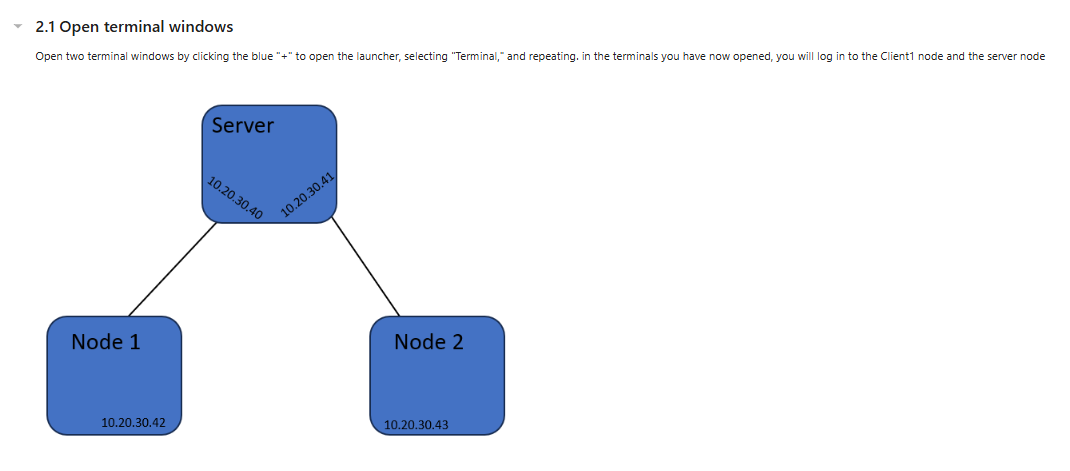 2.1 Open terminal windows
Open two terminal windows by clicking the blue "+" to open the launcher, selecting "Terminal," and repeating. in the terminals you have now opened, you will log in to the Client1 node and the server node
Server
10.20.30.40
10.20.30.41
Node 1
Node 2
10.20.30.42
10.20.30.43